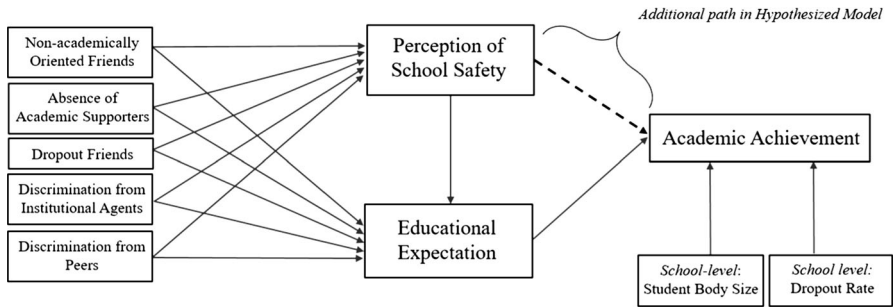 Additional path in Hypothesized Model
Non-academically
Oriented Friends
Absence of
Academic Supporters
Dropout Friends
Discrimination from
Institutional Agents
Discrimination from
Peers
Perception of
School Safety
Educational
Expectation
Academic Achievement
School-level:
Student Body Size
School level:
Dropout Rate